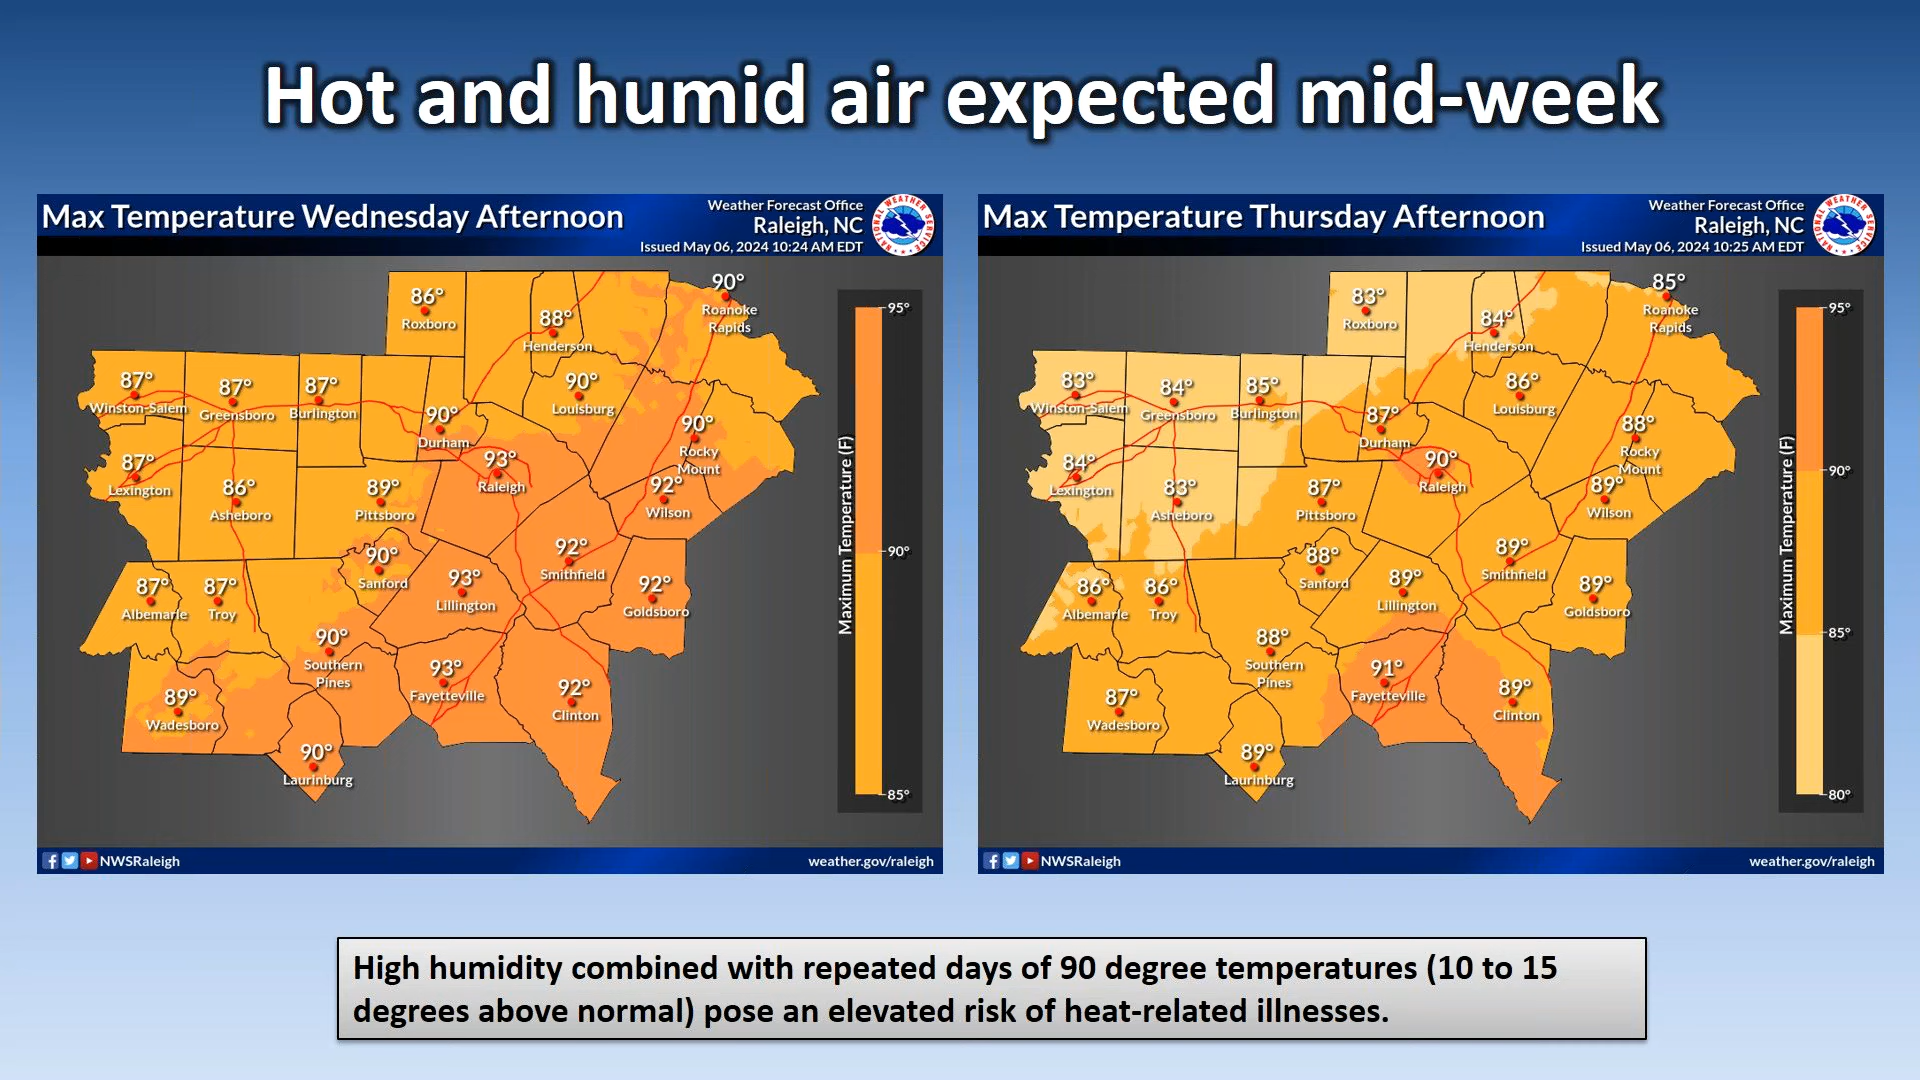 Hot and humid air expected mid-week
Max Temperature Wednesday Afternoon
Weather Forecast Office
Raleigh, NC
Issued May 06, 2024 10:24 AM EDT
NATIONAL WEATHER SERVICE
90°
Roanoke
Rapids
86°
Roxboro
88°
Henderson
87°
Winston-Salem
87°
Greensboro
87°
Burlington
90°
Louisburg
90°
Durham
90°
Rocky
Mount
87°
Lexington
93°
Raleigh
86°
Asheboro
89°
Pittsboro
92°
Wilson
90°
Sanford
92°
Smithfield
87°
Albemarle
87°
Troy
93°
Lillington
92°
Goldsboro
90°
Southern
Pines
93°
Fayetteville
89°
Wadesboro
92°
Clinton
90°
Laurinburg
Maximum Temperature (F)
95°
90°
85°
NWSRaleigh
weather.gov/raleigh
Max Temperature Thursday Afternoon
Weather Forecast Office
Raleigh, NC
Issued May 06, 2024 10:25 AM EDT
NATIONAL WEATHER SERVICE
85°
Roanoke
Rapids
83°
Roxboro
84°
Henderson
83°
Winston-Salem
84°
Greensboro
85°
Burlington
86°
Louisburg
87°
Durham
88°
Rocky
Mount
84°
Lexington
90°
Raleigh
83°
Asheboro
87°
Pittsboro
89°
Wilson
88°
Sanford
89°
Smithfield
86°
Albemarle
86°
Troy
89°
Lillington
89°
Goldsboro
88°
Southern
Pines
91°
Fayetteville
87°
Wadesboro
89°
Clinton
89°
Laurinburg
Maximum Temperature (F)
95°
90°
85°
80°
NWSRaleigh
weather.gov/raleigh
High humidity combined with repeated days of 90 degree temperatures (10 to 15
degrees above normal) pose an elevated risk of heat-related illnesses.